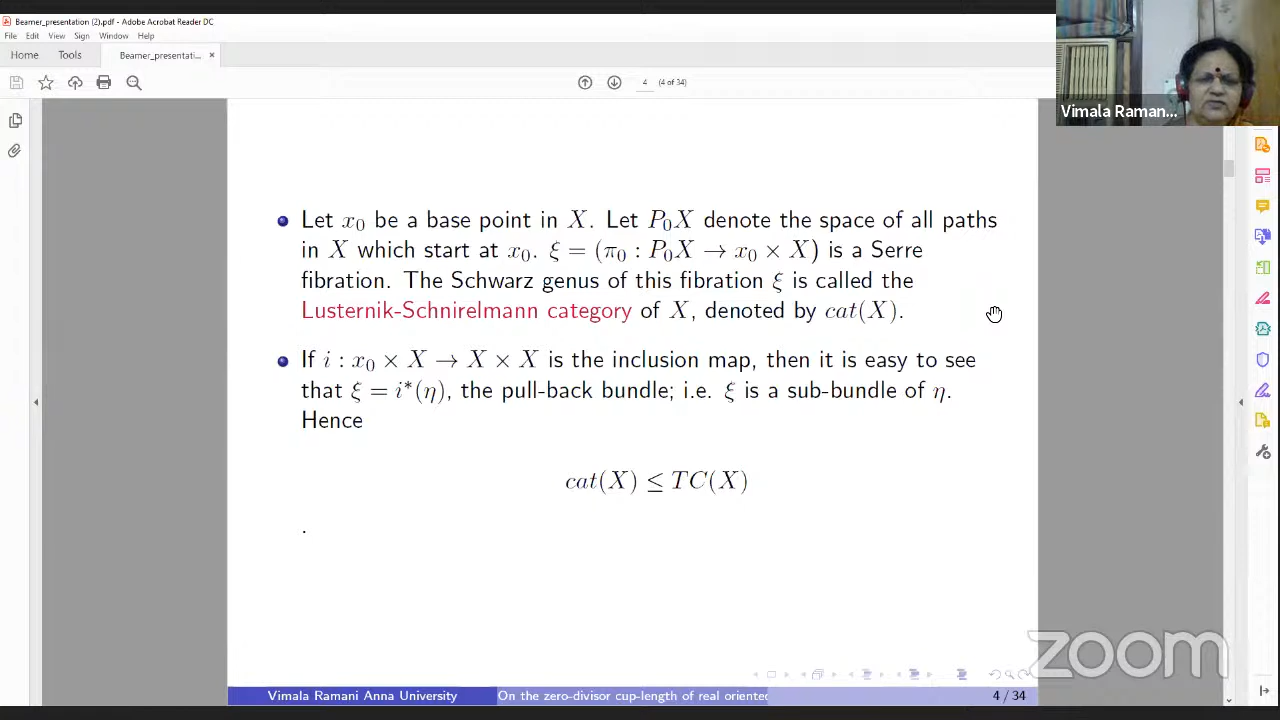 Beamer_presentation (2).pdf - Adobe Acrobat Reader DC
File Edit View Sign Window Help
Home Tools Beamer_presentati... ×
4 (4 of 34)
Vimala Raman...
Let x₀ be a base point in X. Let P₀X denote the space of all paths
in X which start at x₀. ξ = (π₀ : P₀X → x₀ × X) is a Serre
fibration. The Schwarz genus of this fibration ξ is called the
Lusternik-Schnirelmann category of X, denoted by cat(X).
If i : x₀ × X → X × X is the inclusion map, then it is easy to see
that ξ = i*(η), the pull-back bundle; i.e. ξ is a sub-bundle of η.
Hence
cat(X) ≤ TC(X)
.
zoom
Vimala Ramani Anna University On the zero-divisor cup-length of real oriented 4 / 34